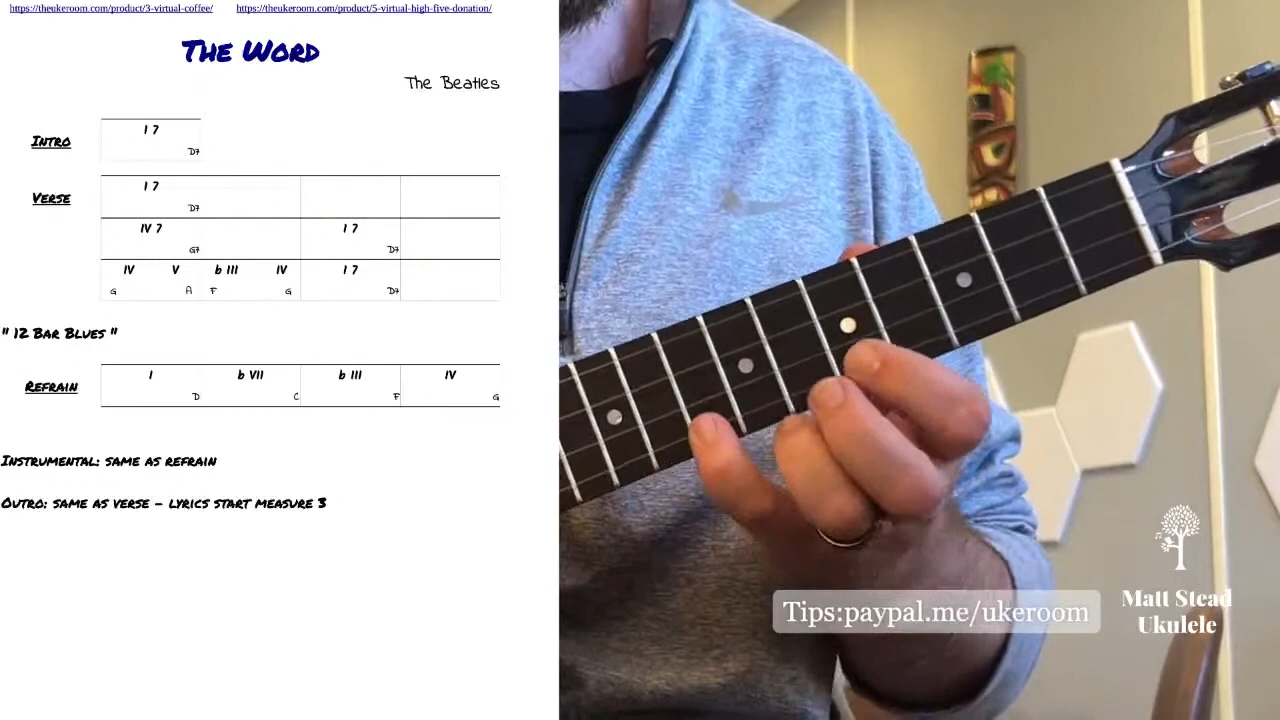 https://theukeroom.com/product/3-virtual-coffee/ https://theukeroom.com/product/5-virtual-high-five-donation/
The Word
The Beatles
Intro
I 7
D7
Verse
I 7
D7
IV 7 I 7
G7 D7
IV V b III IV I 7
G A F G D7
" 12 Bar Blues "
Refrain
I b VII b III IV
D C F G
Instrumental: same as refrain
Outro: same as verse - lyrics start measure 3
Tips:paypal.me/ukeroom
Matt Stead
Ukulele